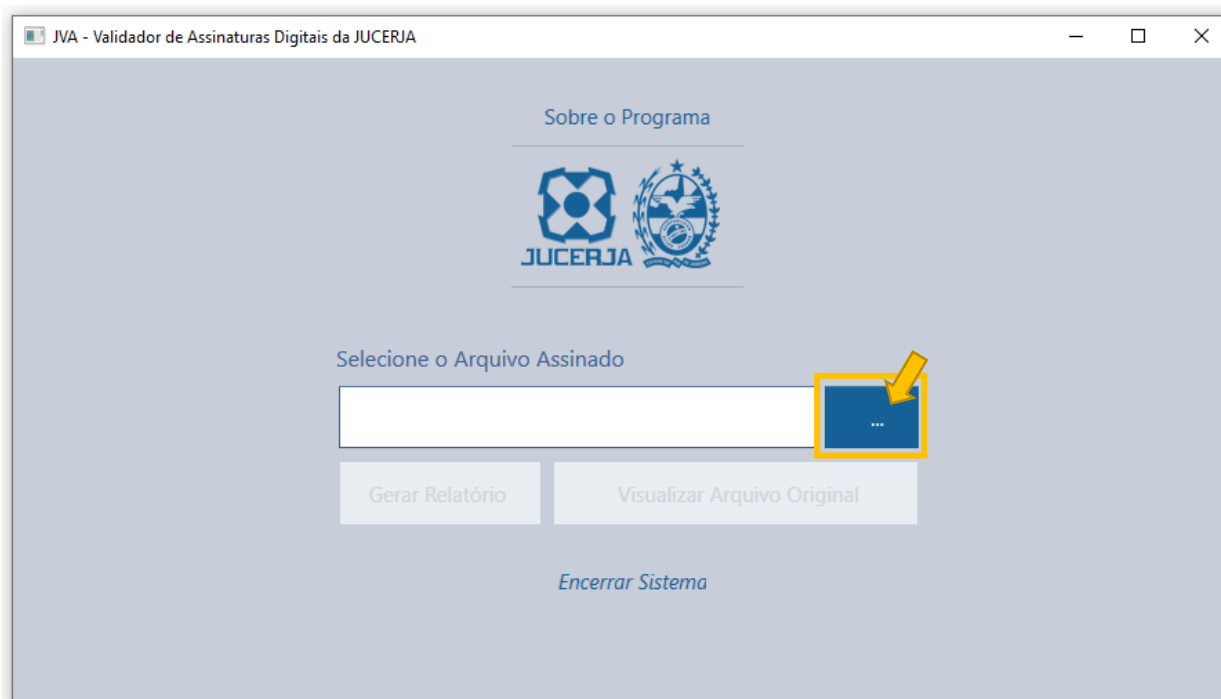 JVA - Validador de Assinaturas Digitais da JUCERJA
Sobre o Programa
JUCERJA
Selecione o Arquivo Assinado
...
Gerar Relatório
Visualizar Arquivo Original
Encerrar Sistema